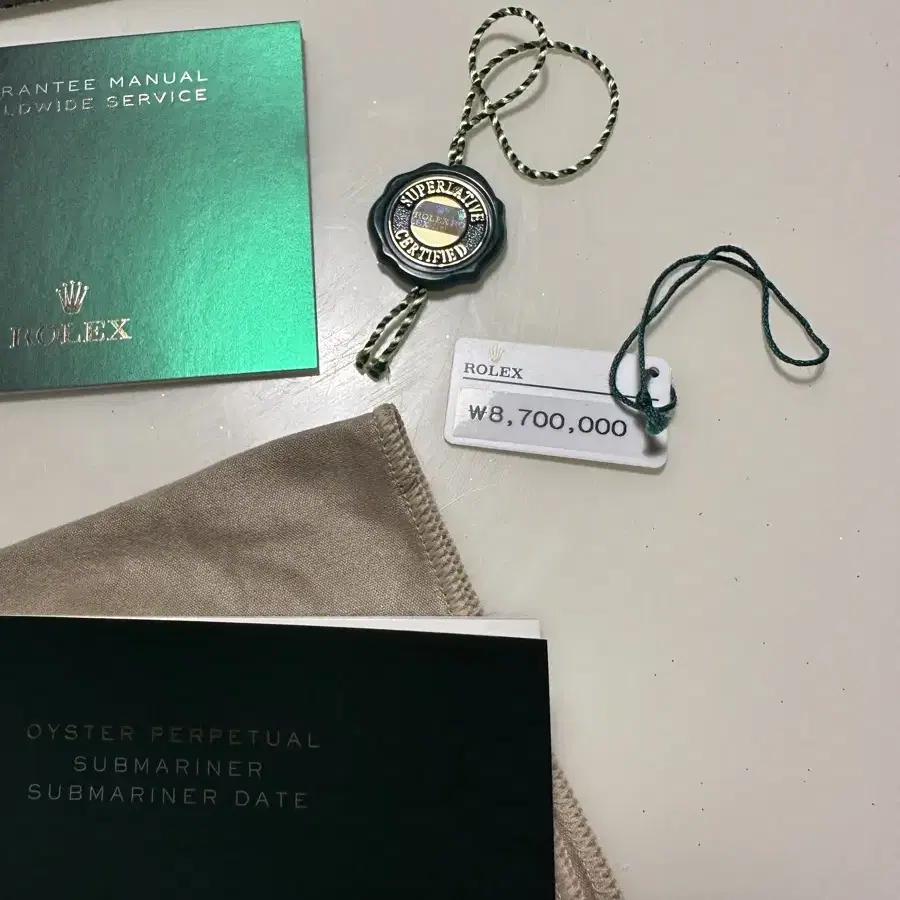 RANTEE MANUAL
LDWIDE SERVICE
ROLEX
SUPERLATIVE
CERTIFIED
ROLEX
₩8,700,000
OYSTER PERPETUAL
SUBMARINER
SUBMARINER DATE